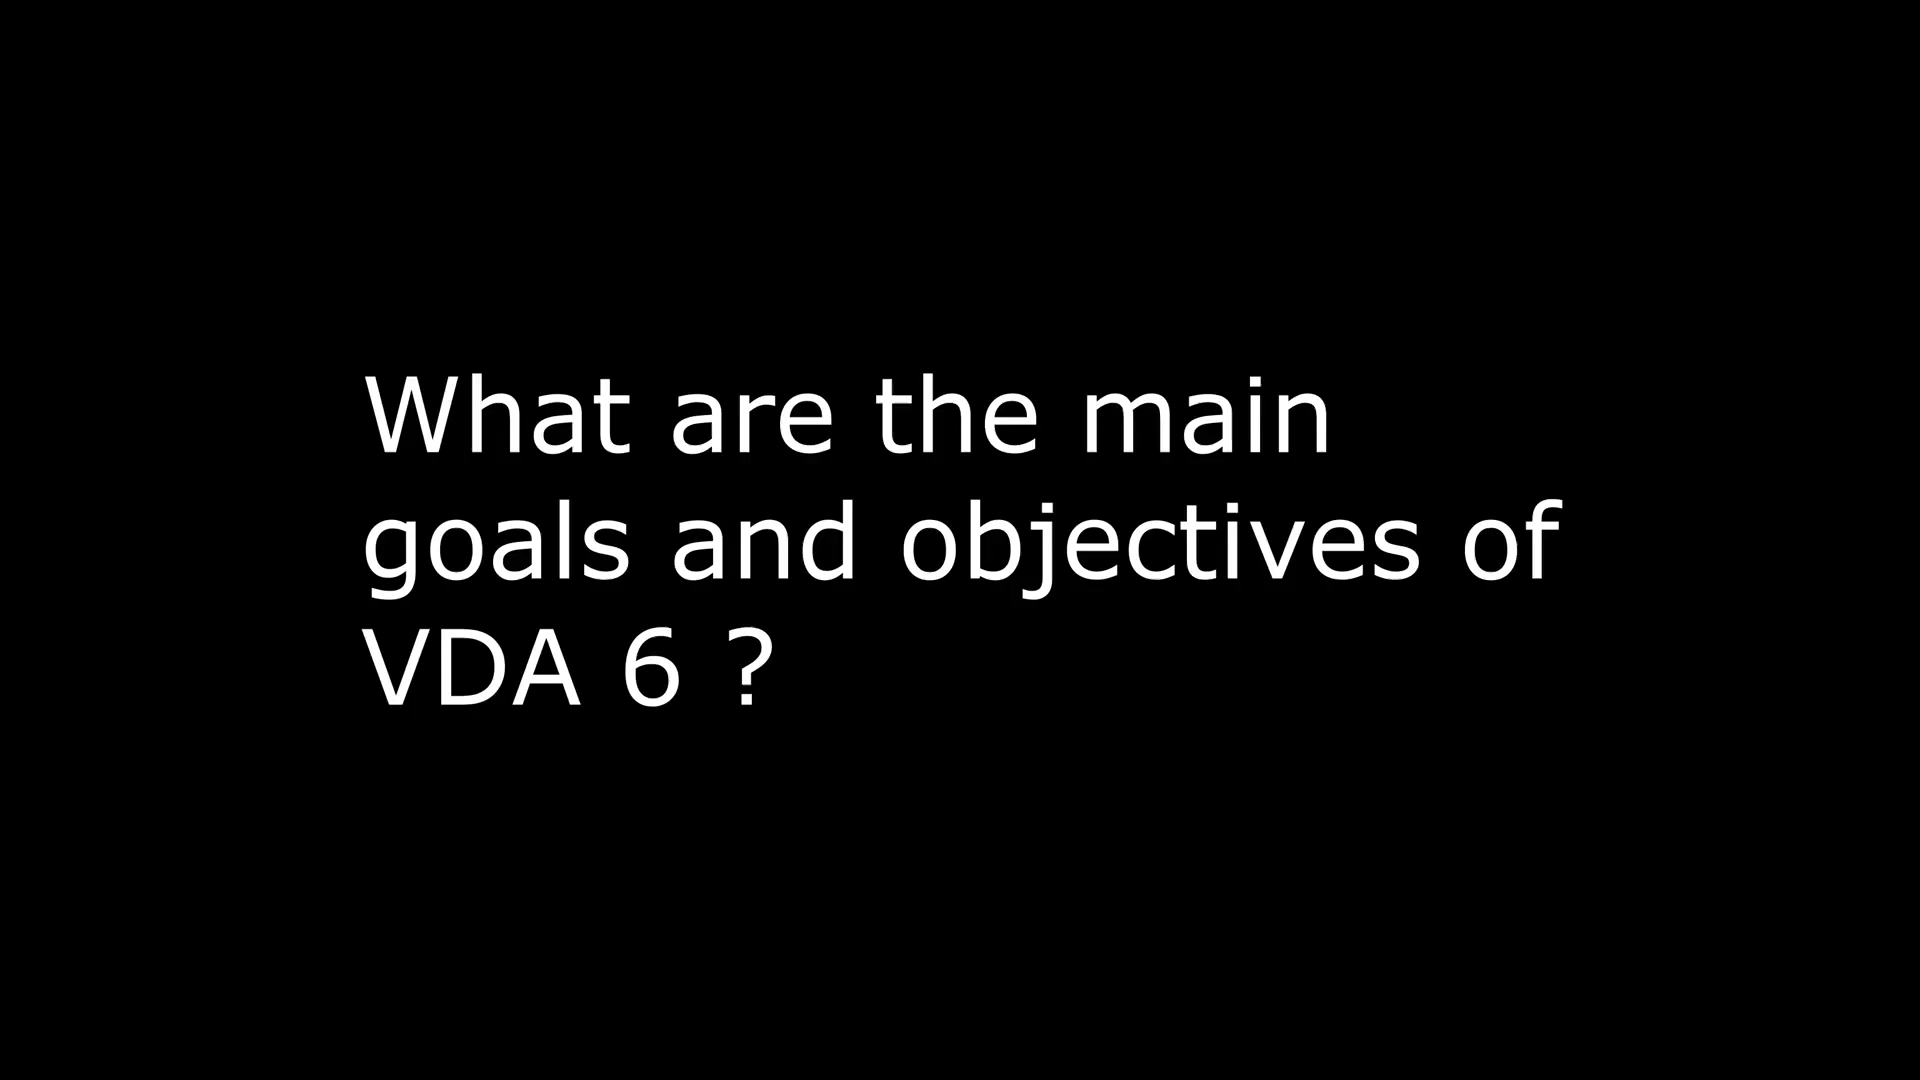 What are the main
goals and objectives of
VDA 6 ?